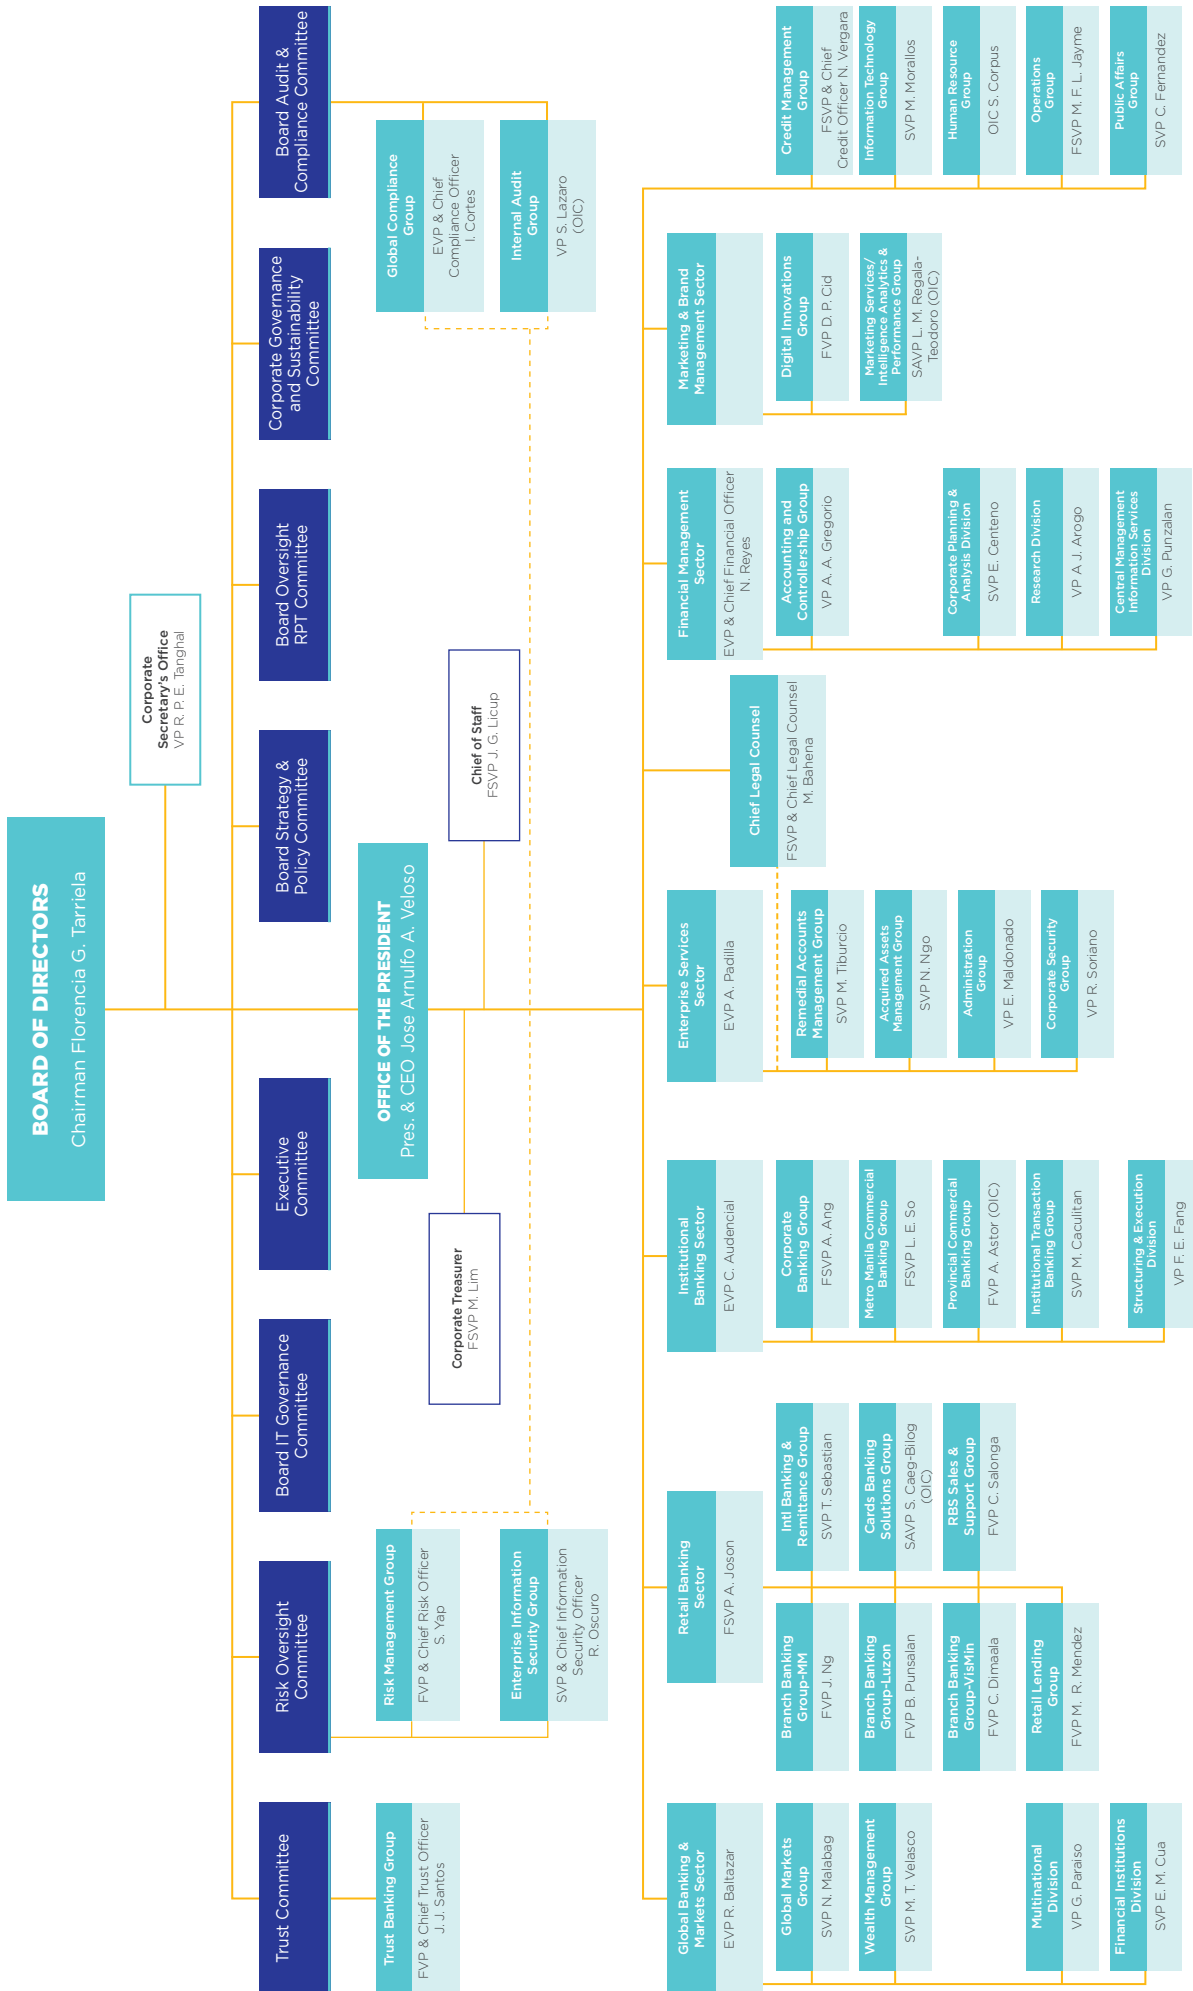 BOARD OF DIRECTORS
Chairman Florencia G. Tarriela
Corporate
Secretary's Office
VP R. P. E. Tanghal
Trust Committee
Risk Oversight
Committee
Board IT Governance
Committee
Executive
Committee
Board Strategy &
Policy Committee
Board Oversight
RPT Committee
Corporate Governance
and Sustainability
Committee
Board Audit &
Compliance Committee
OFFICE OF THE PRESIDENT
Pres. & CEO Jose Arnulfo A. Veloso
Trust Banking Group
FVP & Chief Trust Officer
J. J. Santos
Risk Management Group
FVP & Chief Risk Officer
S. Yap
Enterprise Information
Security Group
SVP & Chief Information
Security Officer
R. Oscuro
Corporate Treasurer
FSVP M. Lim
Chief of Staff
FSVP J. G. Licup
Global Compliance
Group
EVP & Chief
Compliance Officer
I. Cortes
Internal Audit
Group
VP S. Lazaro
(OIC)
Global Banking &
Markets Sector
EVP R. Baltazar
Global Markets
Group
SVP N. Malabag
Wealth Management
Group
SVP M. T. Velasco
Multinational
Division
VP G. Paraiso
Financial Institutions
Division
SVP E. M. Cua
Retail Banking
Sector
FSVP A. Joson
Branch Banking
Group-MM
FVP J. Ng
Branch Banking
Group-Luzon
FVP B. Punsalan
Branch Banking
Group-VisMin
FVP C. Dimaala
Retail Lending
Group
FVP M. R. Mendez
Intl Banking &
Remittance Group
SVP T. Sebastian
Cards Banking
Solutions Group
SAVP S. Caeg-Bilog
(OIC)
RBS Sales &
Support Group
FVP C. Salonga
Institutional
Banking Sector
EVP C. Audencial
Corporate
Banking Group
FSVP A. Ang
Metro Manila Commercial
Banking Group
FSVP L. E. So
Provincial Commercial
Banking Group
FVP A. Astor (OIC)
Institutional Transaction
Banking Group
SVP M. Caculitan
Structuring & Execution
Division
VP F. E. Fang
Enterprise Services
Sector
EVP A. Padilla
Remedial Accounts
Management Group
SVP M. Tiburcio
Acquired Assets
Management Group
SVP N. Ngo
Administration
Group
VP E. Maldonado
Corporate Security
Group
VP R. Soriano
Chief Legal Counsel
FSVP & Chief Legal Counsel
M. Bahena
Financial Management
Sector
EVP & Chief Financial Officer
N. Reyes
Accounting and
Controllership Group
VP A. A. Gregorio
Corporate Planning &
Analysis Division
SVP E. Centeno
Research Division
VP A J. Arogo
Central Management
Information Services
Division
VP G. Punzalan
Marketing & Brand
Management Sector
Digital Innovations
Group
FVP D. P. Cid
Marketing Services/
Intelligence Analytics &
Performance Group
SAVP L. M. Regala-
Teodoro (OIC)
Credit Management
Group
FSVP & Chief
Credit Officer N. Vergara
Information Technology
Group
SVP M. Morallos
Human Resource
Group
OIC S. Corpus
Operations
Group
FSVP M. F. L. Jayme
Public Affairs
Group
SVP C. Fernandez